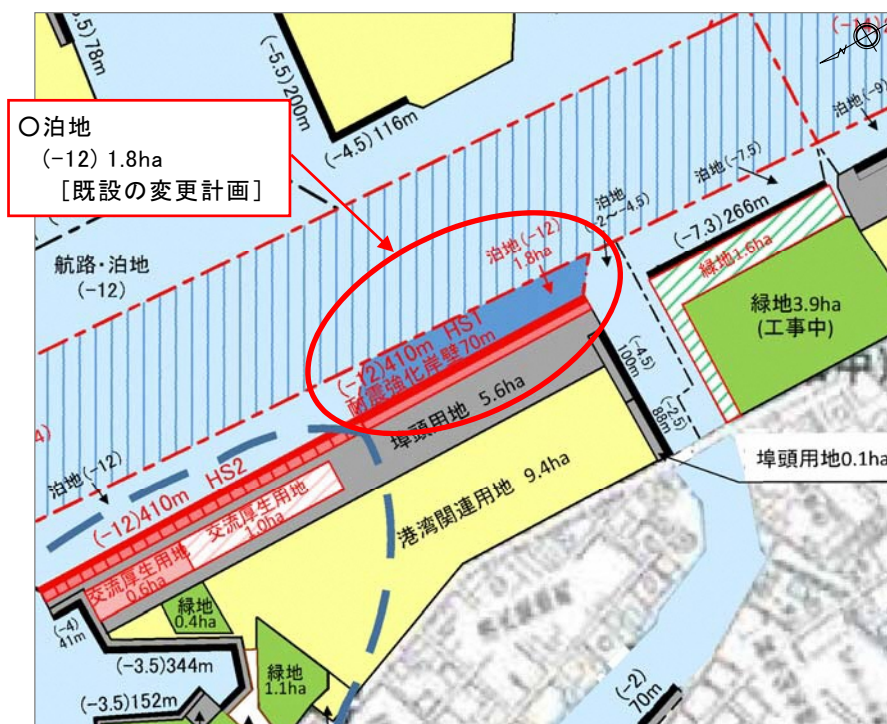 (-5.5)200m
(-4.5)116m
5.5)78m
○泊地
(-12) 1.8ha
[既設の変更計画]
航路・泊地
(-12)
泊地(-9)
泊地(-7.5)
泊地
(-2~-4.5)
(-7.3)266m
緑地1.6ha
緑地3.9ha
(工事中)
泊地(-12)
1.8ha
(-12)410m HS1
耐震強化岸壁70m
(-4.5)
100m
(-2.5)
88m
埠頭用地 5.6ha
埠頭用地0.1ha
港湾関連用地 9.4ha
泊地(-12)
(-12)410m HS2
交流厚生用地
1.0ha
交流厚生用地
0.6ha
(-4)
41m
緑地
0.4ha
緑地
1.1ha
(-3.5)344m
(-3.5)152m
(-2)
70m